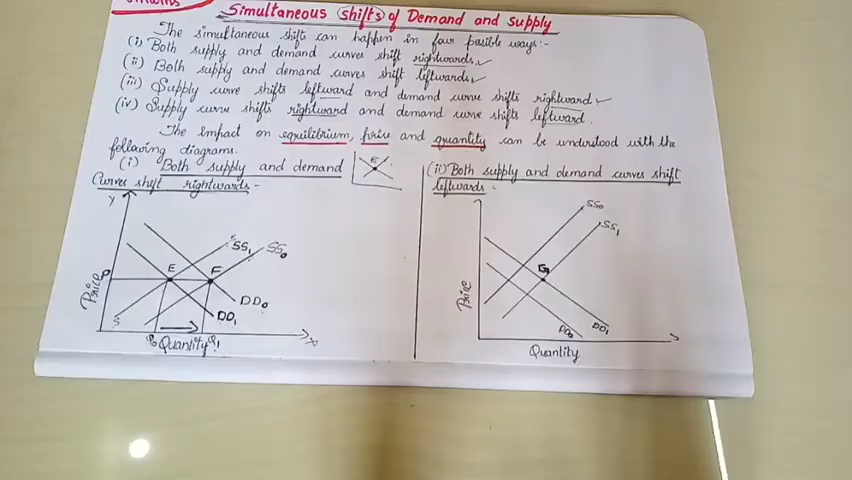 Simultaneous shifts of Demand and Supply
The simultaneous shift can happen in four posible ways:-
(i) Both supply and demand curves shift rightwards.
(ii) Both supply and demand curves shift leftwards
(iii) Supply curve shifts leftward and demand curve shifts rightward
(iv) Supply curve shifts rightward and demand curve shifts leftward.
The impact on equilibrium, price and quantity can be understood with the
following diagrams.
(i) Both supply and demand
Curves shift rightwards -
E
Y
SS1
SS0
E
F
P
Price
DD0
DD1
S
Q0
Q1
X
Quantity
(ii) Both supply and demand curves shift
leftwards -
SS0
SS1
Price
DD0
DD1
Quantity